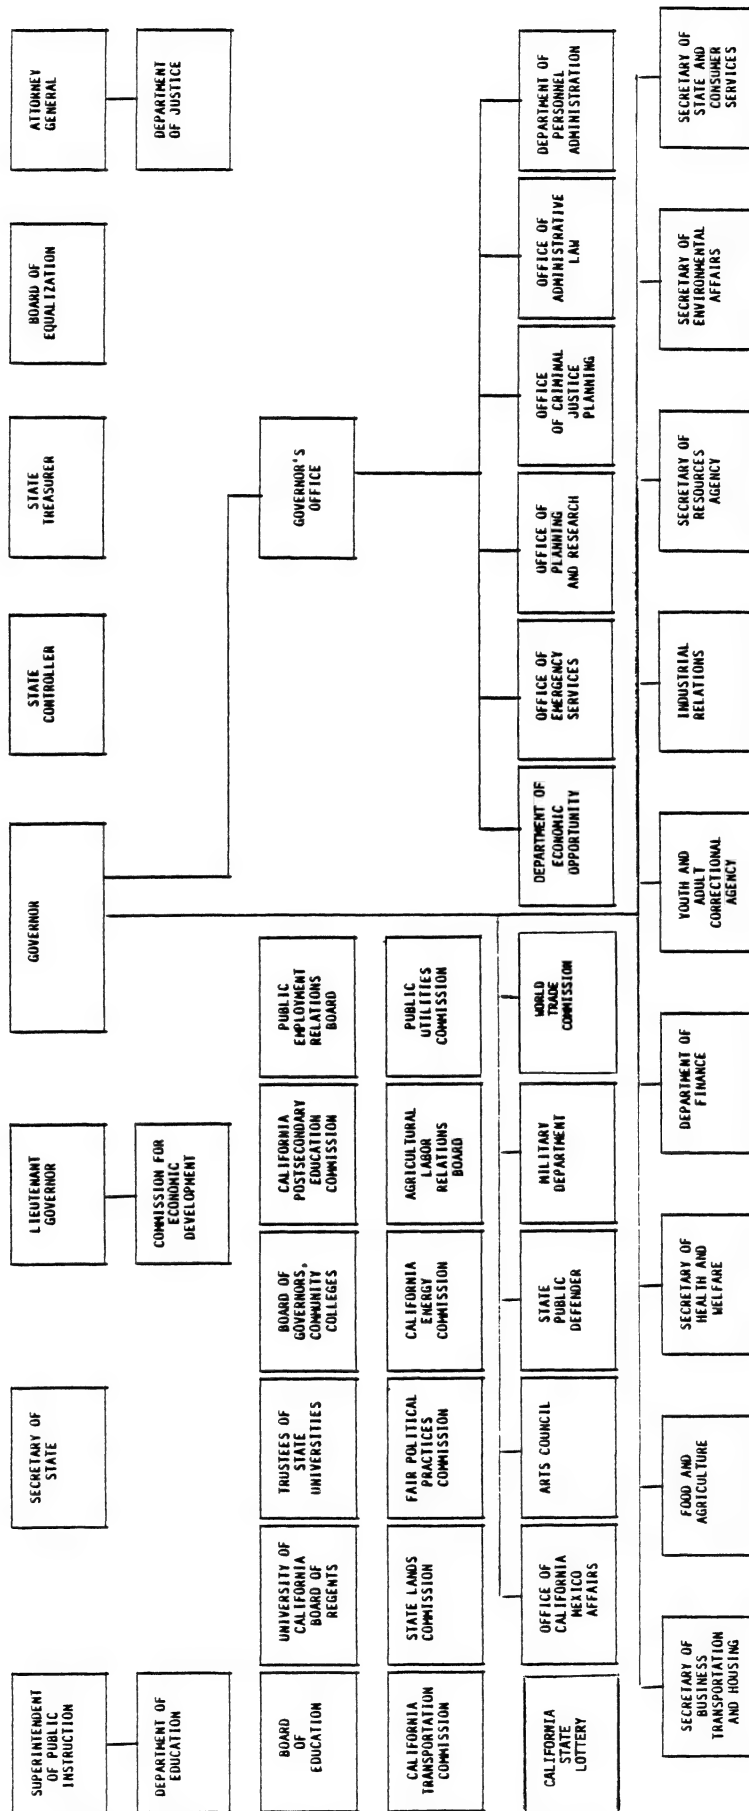 SUPERINTENDENT
OF PUBLIC
INSTRUCTION
SECRETARY OF
STATE
LIEUTENANT
GOVERNOR
GOVERNOR
STATE
CONTROLLER
STATE
TREASURER
BOARD OF
EQUALIZATION
ATTORNEY
GENERAL
DEPARTMENT OF
EDUCATION
COMMISSION FOR
ECONOMIC
DEVELOPMENT
DEPARTMENT
OF JUSTICE
BOARD
OF
EDUCATION
UNIVERSITY OF
CALIFORNIA
BOARD OF
REGENTS
TRUSTEES OF
STATE
UNIVERSITIES
BOARD OF
GOVERNORS,
COMMUNITY
COLLEGES
CALIFORNIA
POSTSECONDARY
EDUCATION
COMMISSION
PUBLIC
EMPLOYMENT
RELATIONS
BOARD
GOVERNOR'S
OFFICE
CALIFORNIA
TRANSPORTATION
COMMISSION
STATE LANDS
COMMISSION
FAIR POLITICAL
PRACTICES
COMMISSION
CALIFORNIA
ENERGY
COMMISSION
AGRICULTURAL
LABOR
RELATIONS
BOARD
PUBLIC
UTILITIES
COMMISSION
CALIFORNIA
STATE
LOTTERY
OFFICE OF
CALIFORNIA
MEXICO
AFFAIRS
ARTS COUNCIL
STATE
PUBLIC
DEFENDER
MILITARY
DEPARTMENT
WORLD
TRADE
COMMISSION
DEPARTMENT OF
ECONOMIC
OPPORTUNITY
OFFICE OF
EMERGENCY
SERVICES
OFFICE OF
PLANNING
AND RESEARCH
OFFICE
OF CRIMINAL
JUSTICE
PLANNING
OFFICE OF
ADMINISTRATIVE
LAW
DEPARTMENT OF
PERSONNEL
ADMINISTRATION
SECRETARY OF
BUSINESS
TRANSPORTATION
AND HOUSING
FOOD AND
AGRICULTURE
SECRETARY OF
HEALTH AND
WELFARE
DEPARTMENT OF
FINANCE
YOUTH AND
ADULT
CORRECTIONAL
AGENCY
INDUSTRIAL
RELATIONS
SECRETARY OF
RESOURCES
AGENCY
SECRETARY OF
ENVIRONMENTAL
AFFAIRS
SECRETARY OF
STATE AND
CONSUMER
SERVICES